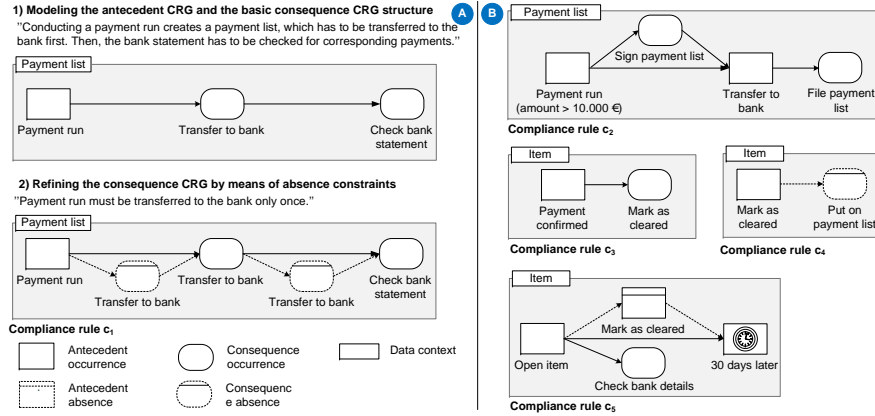 1) Modeling the antecedent CRG and the basic consequence CRG structure
"Conducting a payment run creates a payment list, which has to be transferred to the
bank first. Then, the bank statement has to be checked for corresponding payments."
Payment list
Payment run
Transfer to bank
Check bank
statement
2) Refining the consequence CRG by means of absence constraints
"Payment run must be transferred to the bank only once."
Payment list
Payment run
Transfer to bank
Transfer to bank
Transfer to bank
Check bank
statement
Compliance rule c1
Antecedent
occurrence
Consequence
occurrence
Data context
Antecedent
absence
Consequenc
e absence
A
B
Payment list
Sign payment list
Payment run
(amount > 10.000 €)
Transfer to
bank
File payment
list
Compliance rule c2
Item
Payment
confirmed
Mark as
cleared
Compliance rule c3
Item
Mark as
cleared
Put on
payment list
Compliance rule c4
Item
Mark as cleared
Open item
30 days later
Check bank details
Compliance rule c5